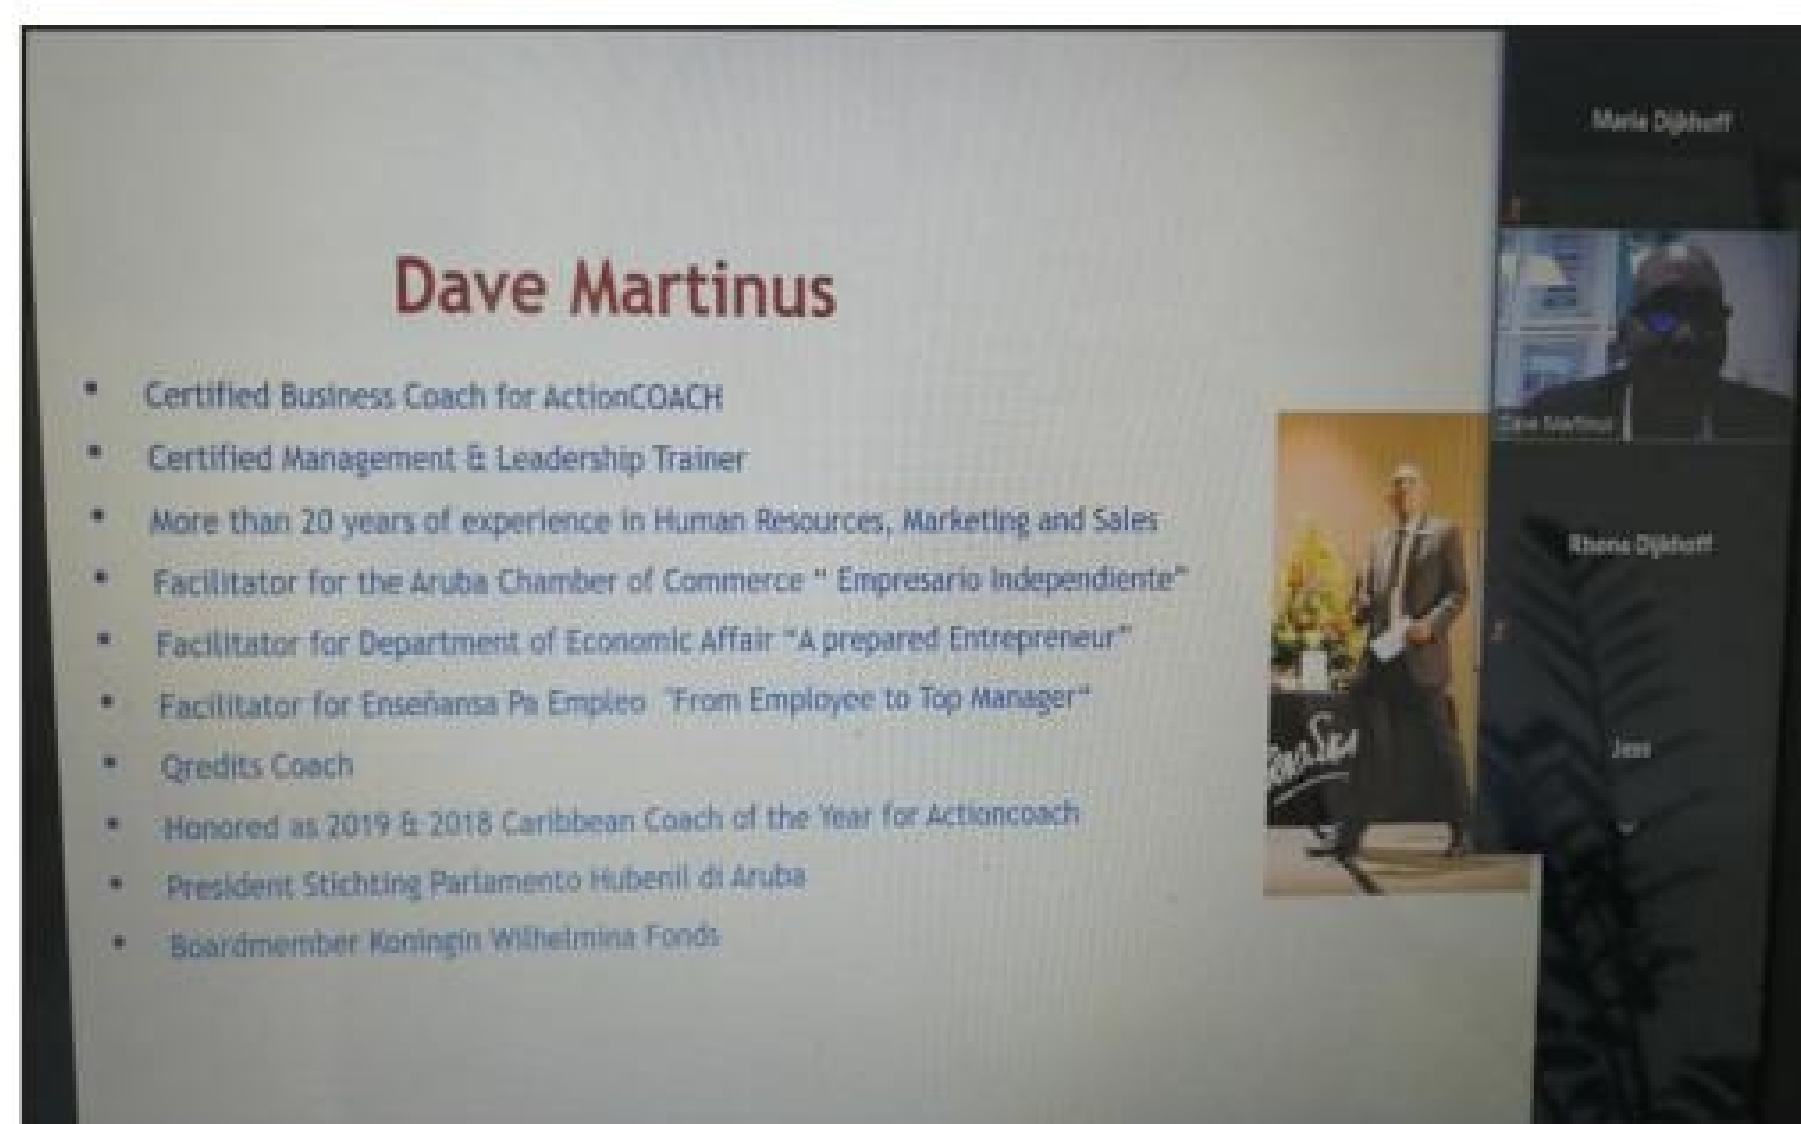 Dave Martinus
• Certified Business Coach for ActionCOACH
• Certified Management & Leadership Trainer
• More than 20 years of experience in Human Resources, Marketing and Sales
• Facilitator for the Aruba Chamber of Commerce “ Empresario Independiente”
• Facilitator for Department of Economic Affair “A prepared Entrepreneur”
• Facilitator for Enseñansa Pa Empleo “From Employee to Top Manager“
• Qredits Coach
• Honored as 2019 & 2018 Caribbean Coach of the Year for Actioncoach
• President Stichting Parlamento Hubenil di Aruba
• Boardmember Koningin Wilhelmina Fonds
Maria Dijkhoff
Dave Martinus
Dijkhoff